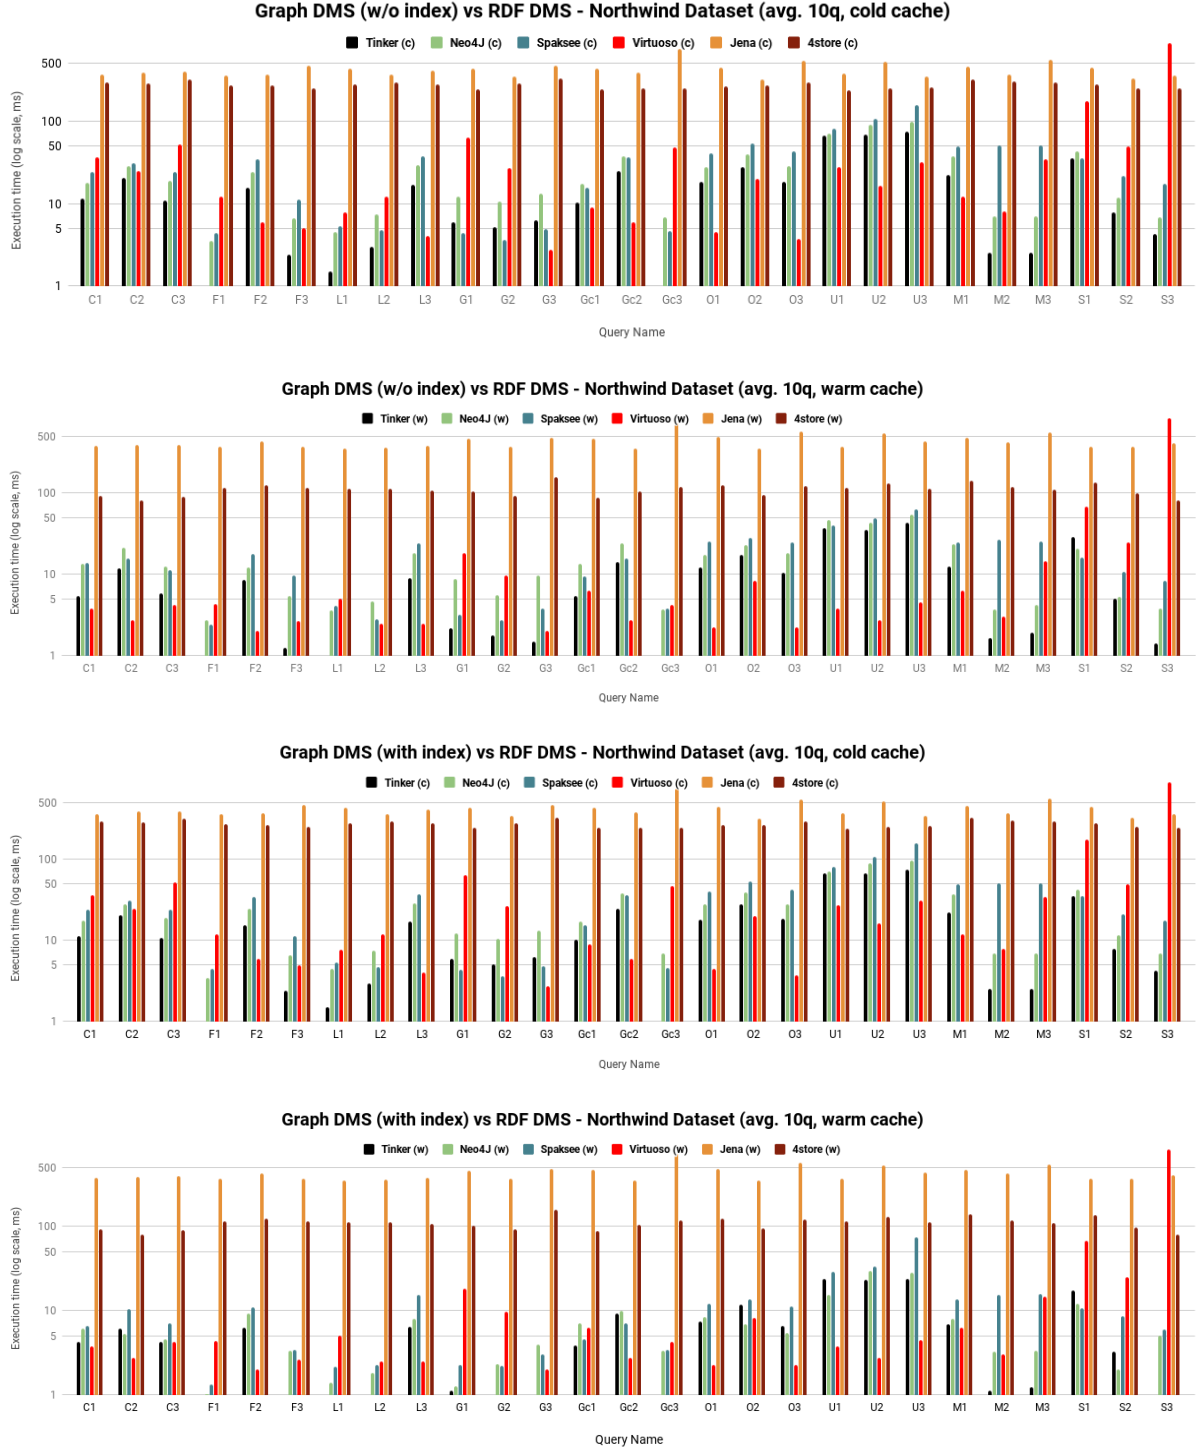 Graph DMS (w/o index) vs RDF DMS - Northwind Dataset (avg. 10q, cold cache)
Tinker (c) Neo4J (c) Spaksee (c) Virtuoso (c) Jena (c) 4store (c)
Execution time (log scale, ms)
500
100
50
10
5
1
C1 C2 C3 F1 F2 F3 L1 L2 L3 G1 G2 G3 Gc1 Gc2 Gc3 O1 O2 O3 U1 U2 U3 M1 M2 M3 S1 S2 S3
Query Name
Graph DMS (w/o index) vs RDF DMS - Northwind Dataset (avg. 10q, warm cache)
Tinker (w) Neo4J (w) Spaksee (w) Virtuoso (w) Jena (w) 4store (w)
Execution time (log scale, ms)
500
100
50
10
5
1
C1 C2 C3 F1 F2 F3 L1 L2 L3 G1 G2 G3 Gc1 Gc2 Gc3 O1 O2 O3 U1 U2 U3 M1 M2 M3 S1 S2 S3
Query Name
Graph DMS (with index) vs RDF DMS - Northwind Dataset (avg. 10q, cold cache)
Tinker (c) Neo4J (c) Spaksee (c) Virtuoso (c) Jena (c) 4store (c)
Execution time (log scale, ms)
500
100
50
10
5
1
C1 C2 C3 F1 F2 F3 L1 L2 L3 G1 G2 G3 Gc1 Gc2 Gc3 O1 O2 O3 U1 U2 U3 M1 M2 M3 S1 S2 S3
Query Name
Graph DMS (with index) vs RDF DMS - Northwind Dataset (avg. 10q, warm cache)
Tinker (w) Neo4J (w) Spaksee (w) Virtuoso (w) Jena (w) 4store (w)
Execution time (log scale, ms)
500
100
50
10
5
1
C1 C2 C3 F1 F2 F3 L1 L2 L3 G1 G2 G3 Gc1 Gc2 Gc3 O1 O2 O3 U1 U2 U3 M1 M2 M3 S1 S2 S3
Query Name